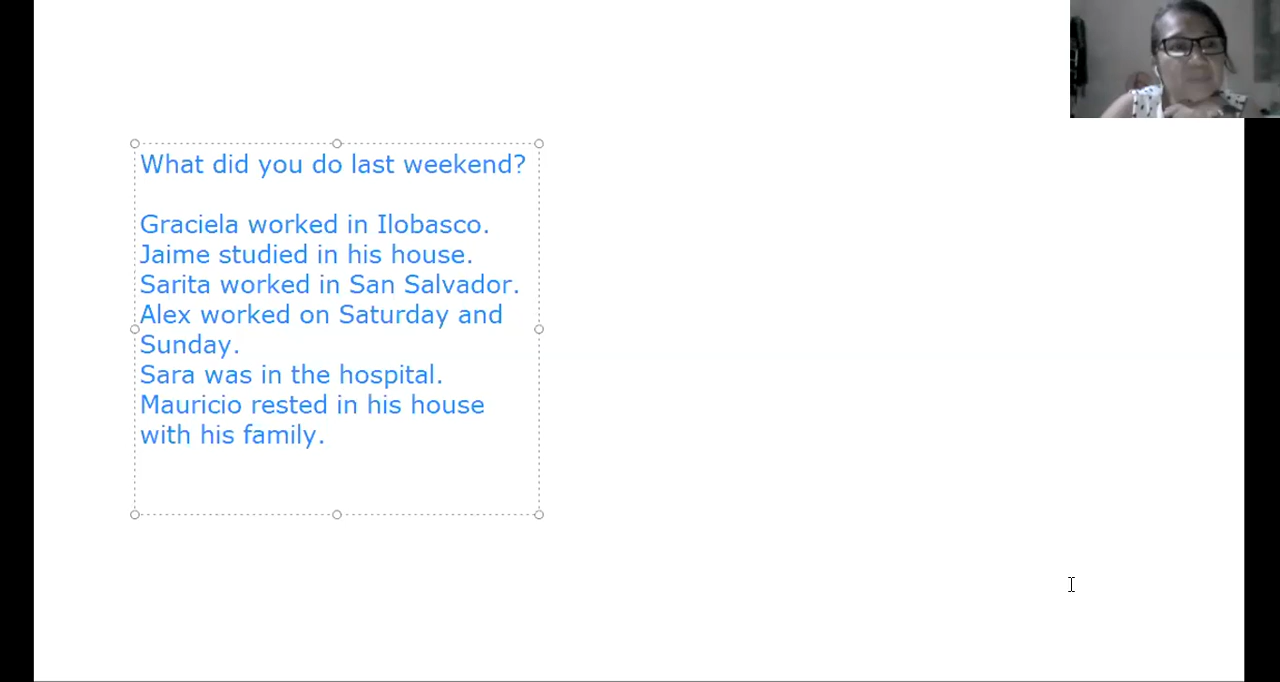 What did you do last weekend?
Graciela worked in Ilobasco.
Jaime studied in his house.
Sarita worked in San Salvador.
Alex worked on Saturday and
Sunday.
Sara was in the hospital.
Mauricio rested in his house
with his family.